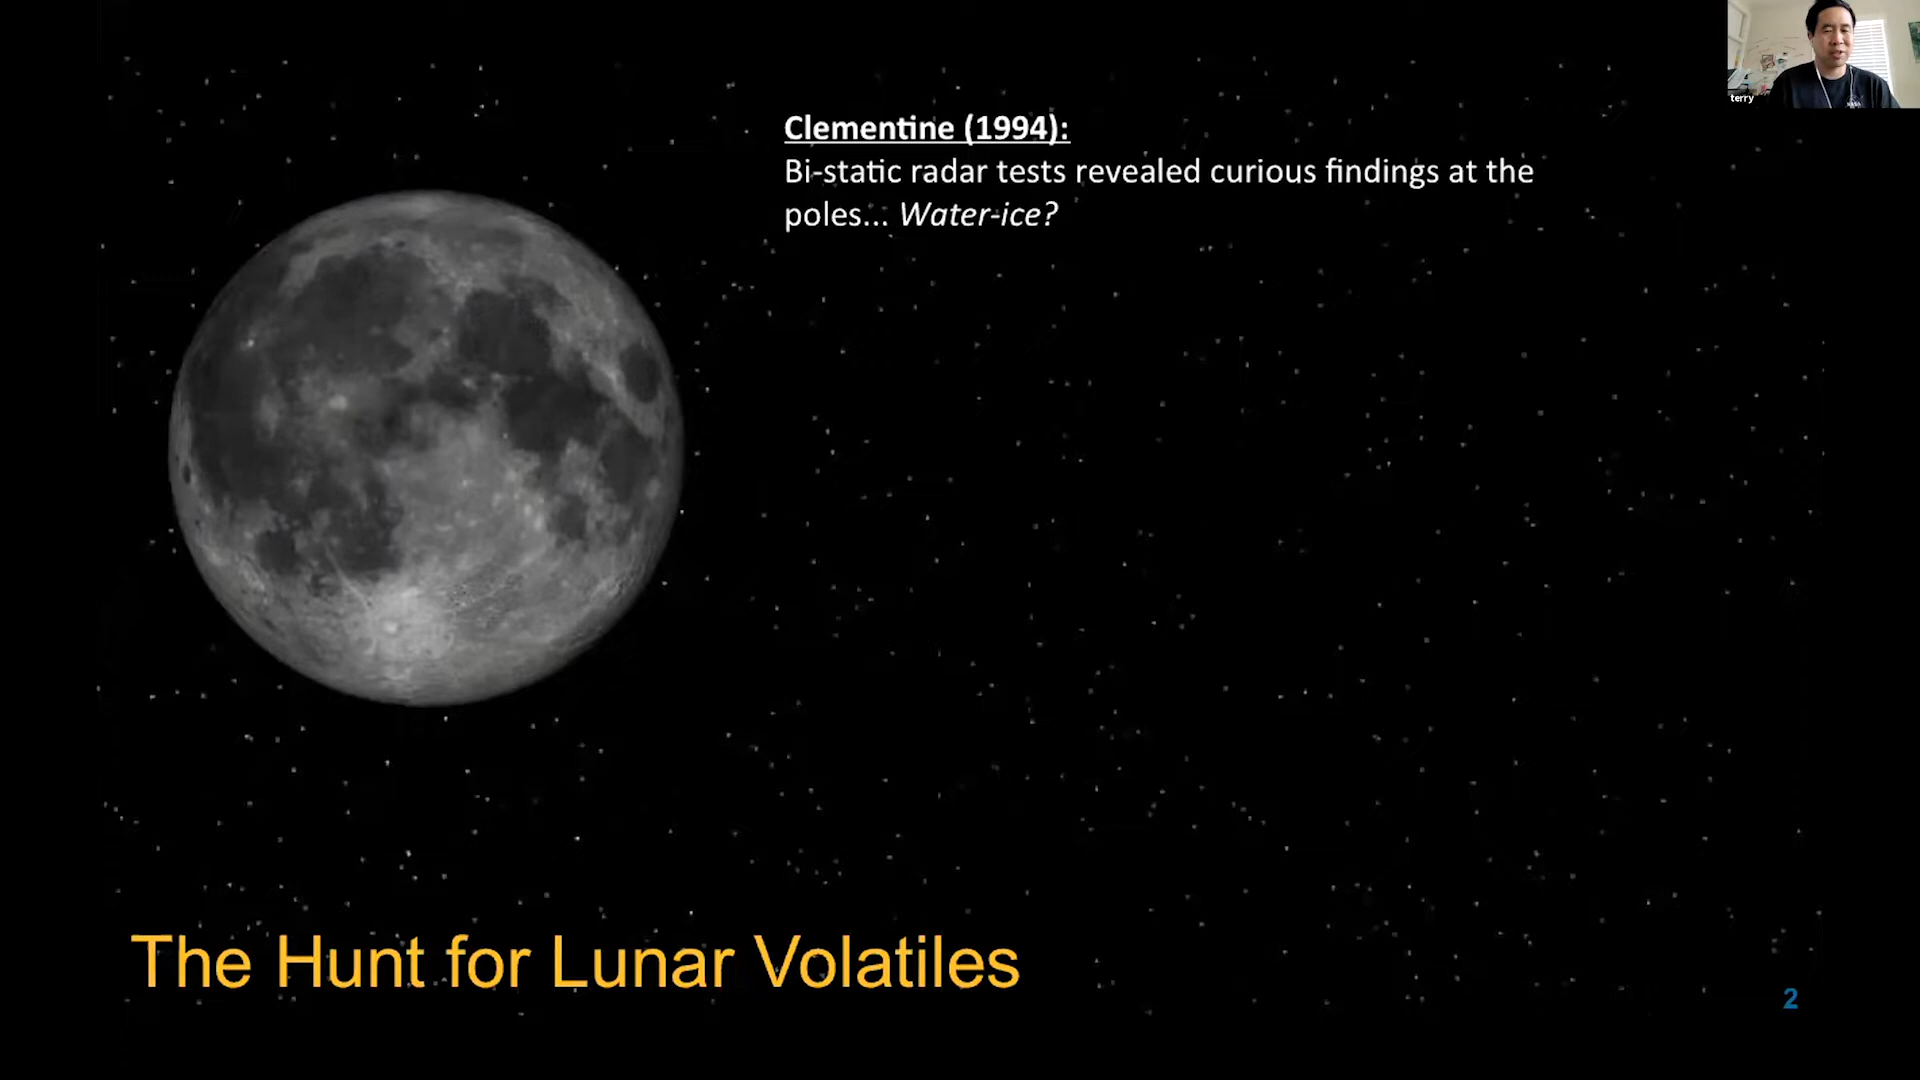 terry
NASA
Clementine (1994):
Bi-static radar tests revealed curious findings at the
poles... Water-ice?
The Hunt for Lunar Volatiles
2